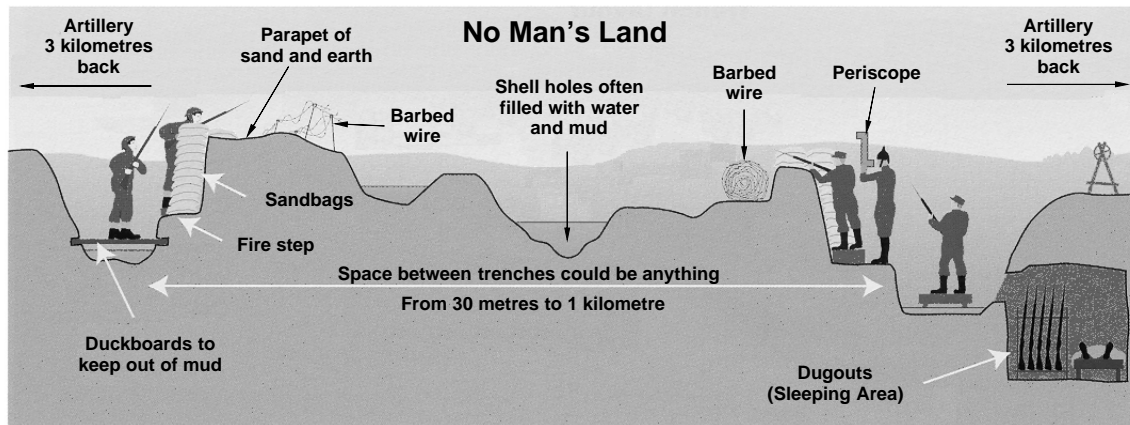 No Man's Land
Artillery
3 kilometres
back
Parapet of
sand and earth
Barbed
wire
Shell holes often
filled with water
and mud
Barbed
wire
Periscope
Artillery
3 kilometres
back
Sandbags
Fire step
Space between trenches could be anything
From 30 metres to 1 kilometre
Duckboards to
keep out of mud
Dugouts
(Sleeping Area)